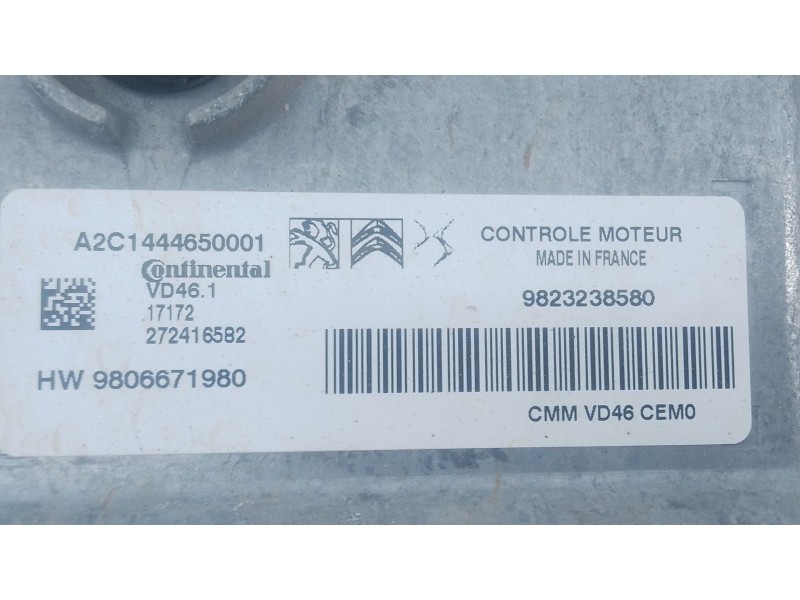 A2C1444650001
Continental
VD46.1
17172
272416582
HW 9806671980
CONTROLE MOTEUR
MADE IN FRANCE
9823238580
CMM VD46 CEM0